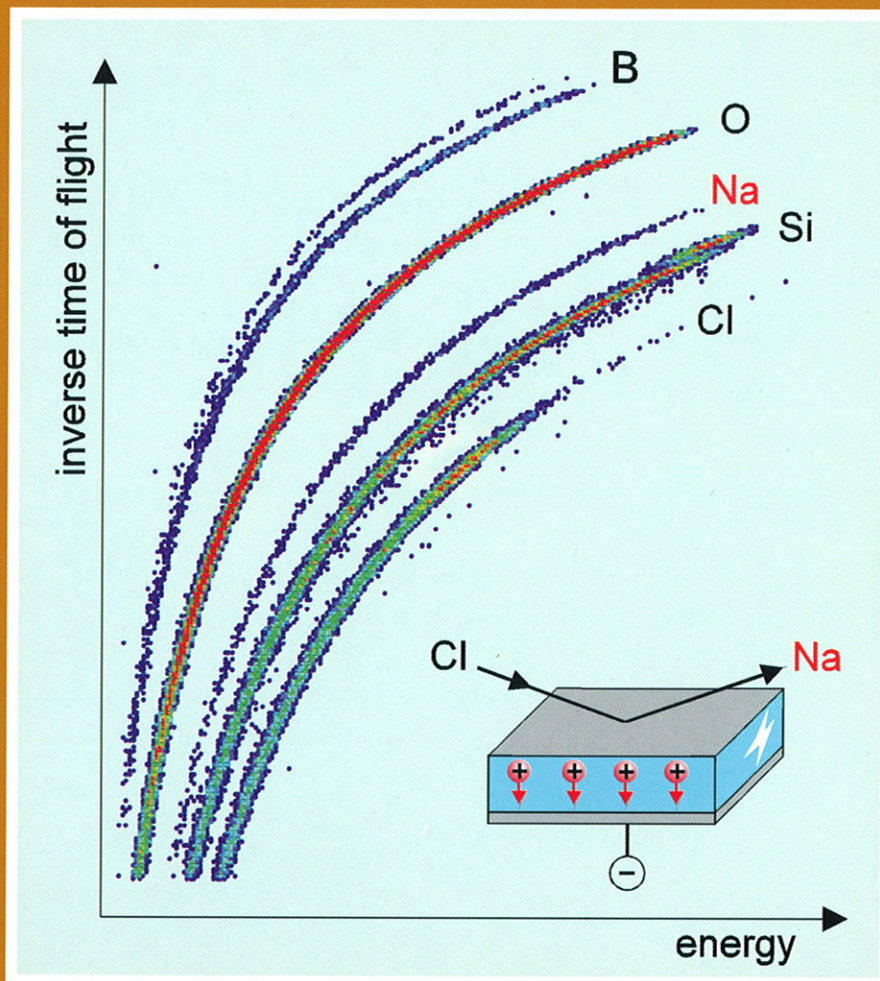 B
O
Na
Si
Cl
inverse time of flight
Cl
Na
+ + + +
−
energy